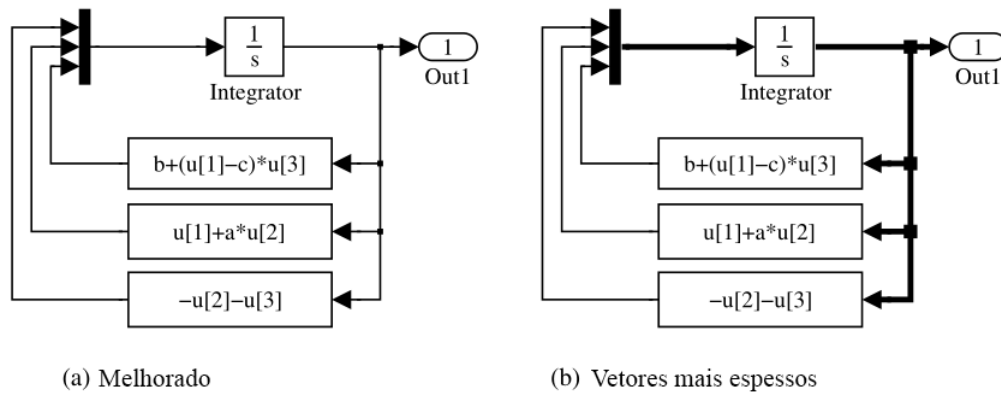 1
s
Integrator
1
Out1
b+(u[1]−c)*u[3]
u[1]+a*u[2]
−u[2]−u[3]
(a) Melhorado
1
s
Integrator
1
Out1
b+(u[1]−c)*u[3]
u[1]+a*u[2]
−u[2]−u[3]
(b) Vetores mais espessos